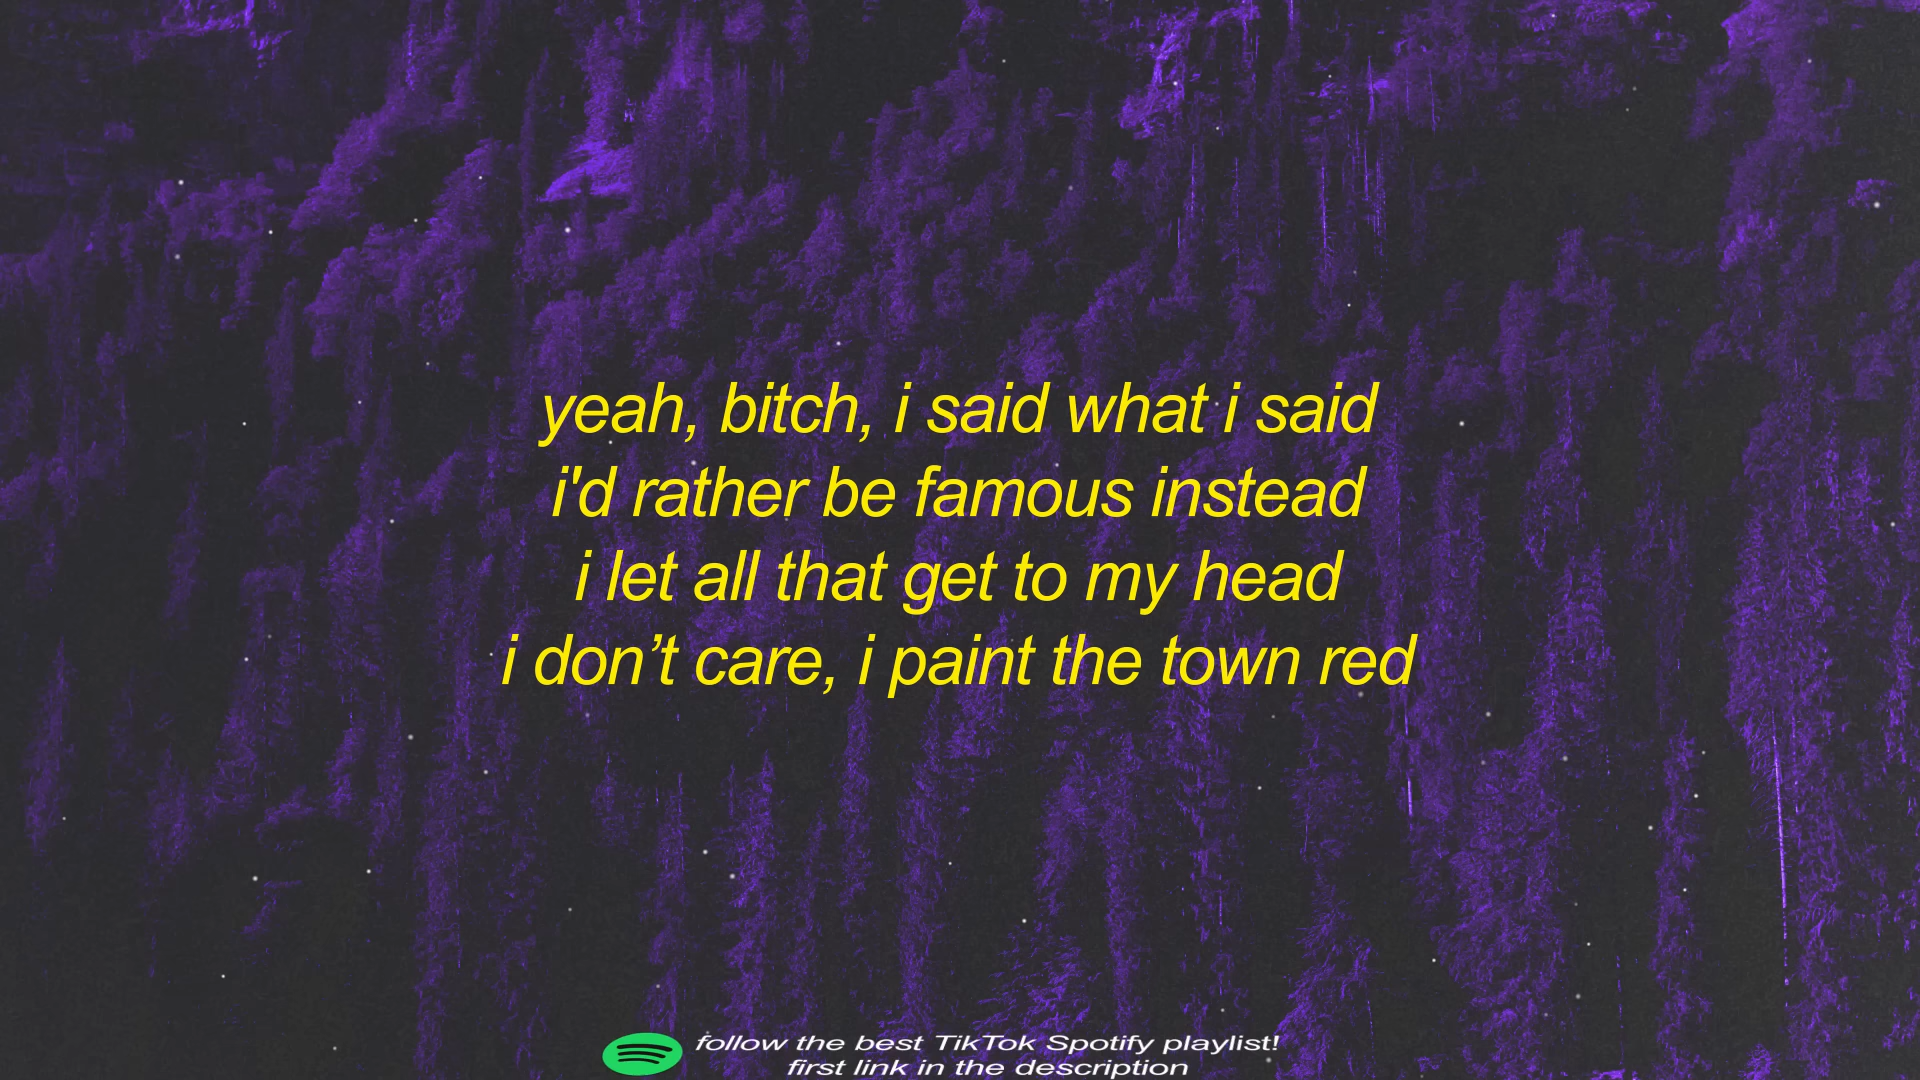 yeah, bitch, i said what i said
i'd rather be famous instead
i let all that get to my head
i don’t care, i paint the town red
follow the best TikTok Spotify playlist!
first link in the description